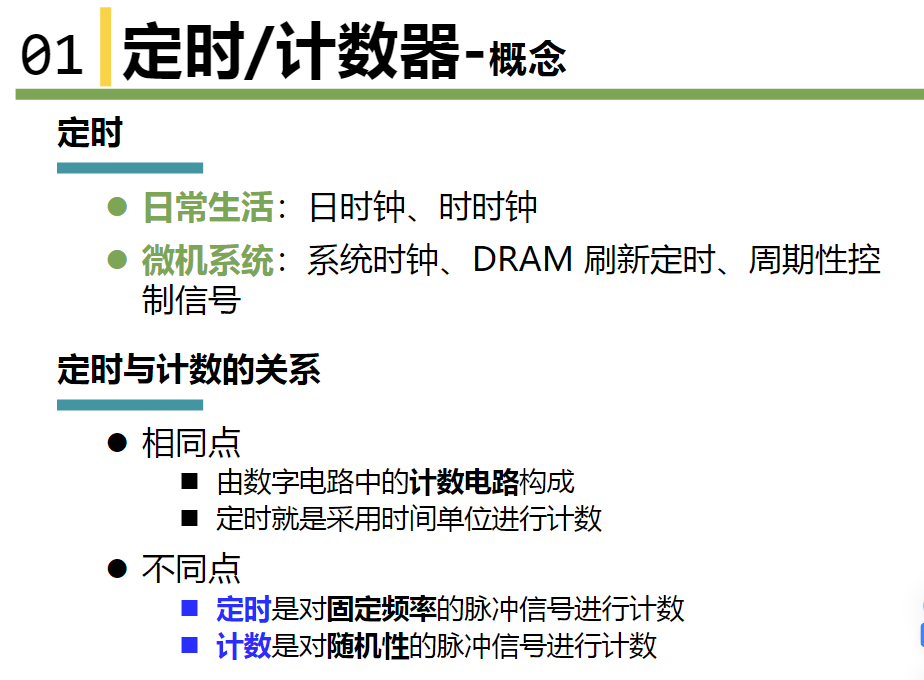 01 定时/计数器-概念
定时
日常生活：日时钟、时时钟
微机系统：系统时钟、DRAM 刷新定时、周期性控
制信号
定时与计数的关系
相同点
由数字电路中的计数电路构成
定时就是采用时间单位进行计数
不同点
定时是对固定频率的脉冲信号进行计数
计数是对随机性的脉冲信号进行计数